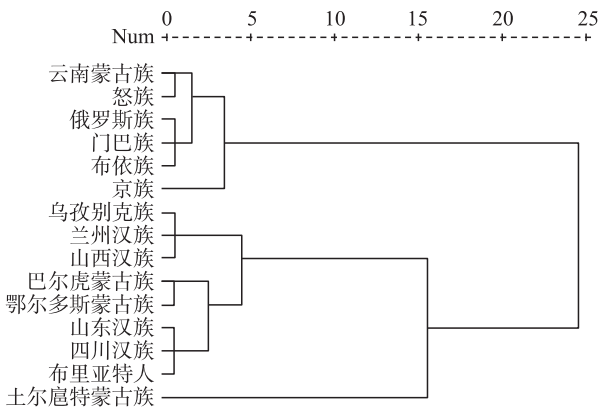 0 5 10 15 20 25
Num
云南蒙古族
怒族
俄罗斯族
门巴族
布依族
京族
乌孜别克族
兰州汉族
山西汉族
巴尔虎蒙古族
鄂尔多斯蒙古族
山东汉族
四川汉族
布里亚特人
土尔扈特蒙古族